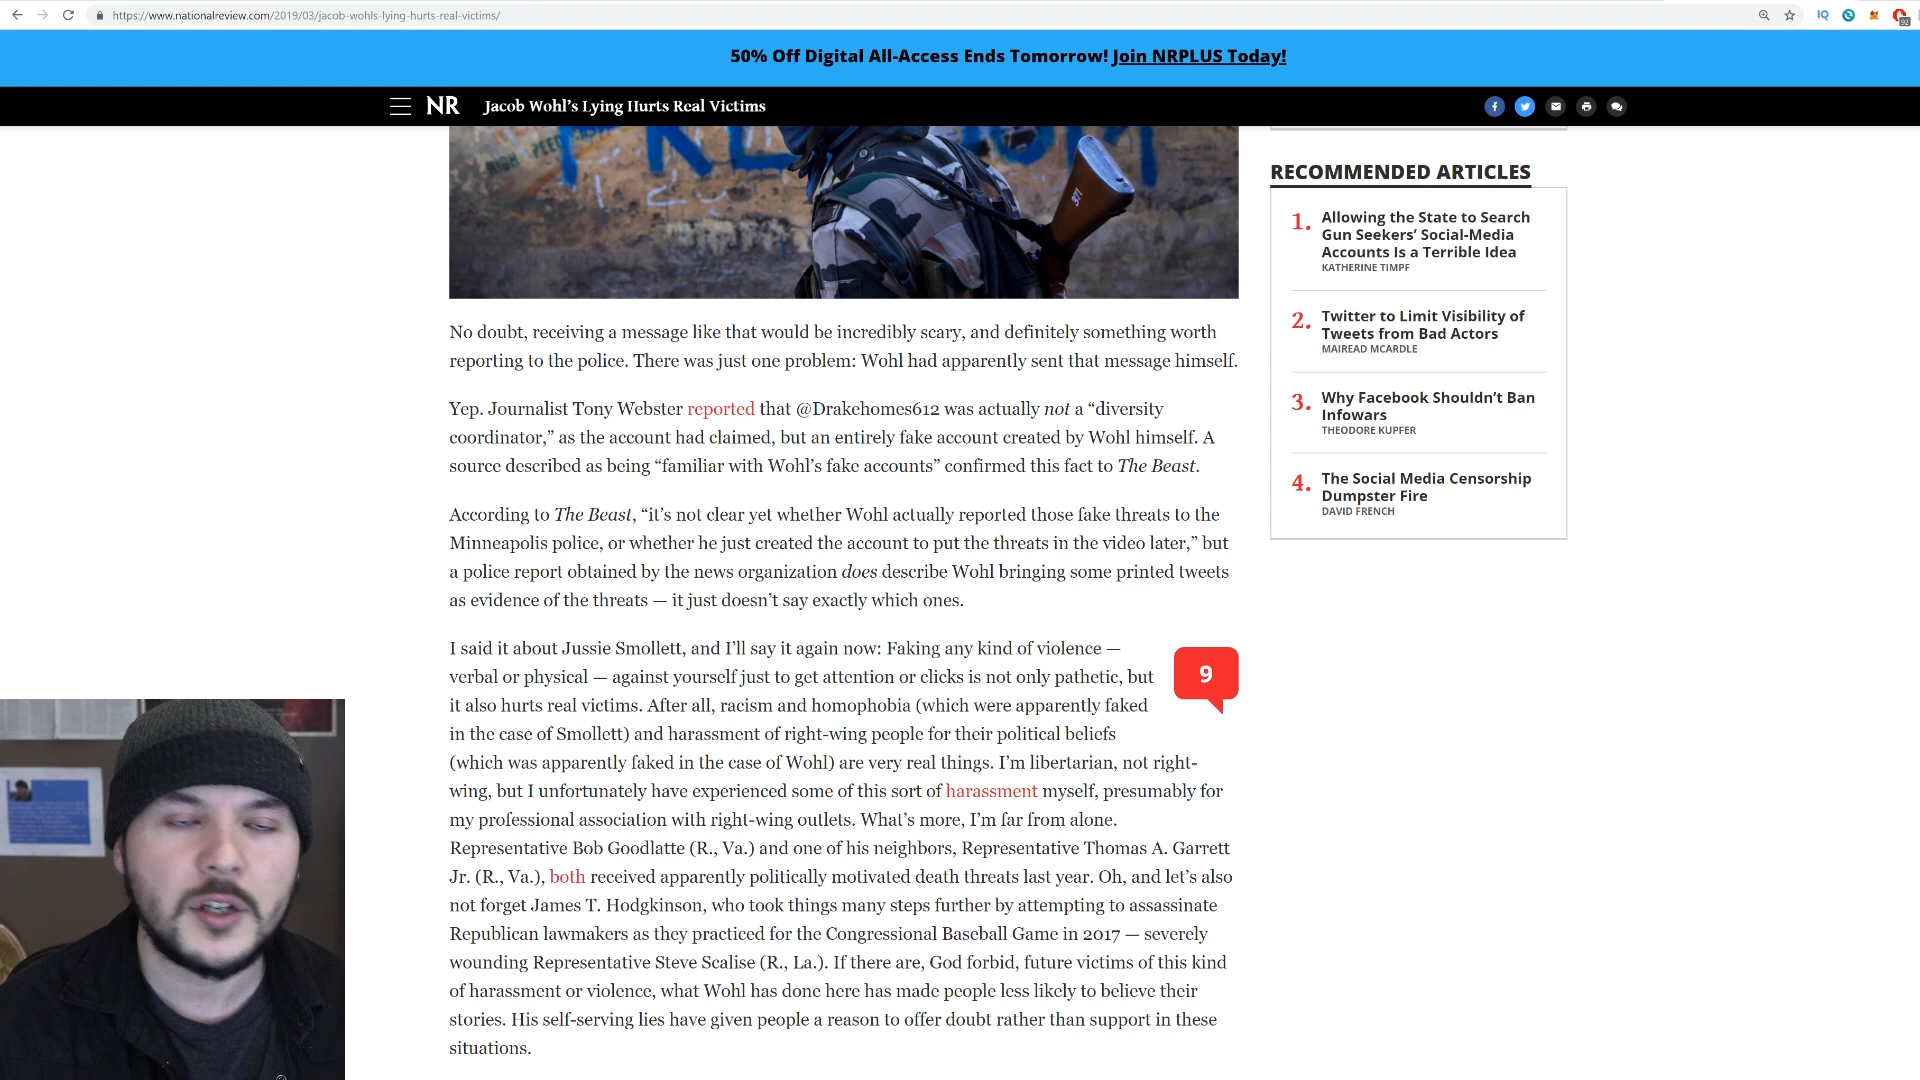 https://www.nationalreview.com/2019/03/jacob-wohls-lying-hurts-real-victims/
IQ
92
50% Off Digital All-Access Ends Tomorrow! Join NRPLUS Today!
NR
Jacob Wohl's Lying Hurts Real Victims
RECOMMENDED ARTICLES
1. Allowing the State to Search
Gun Seekers' Social-Media
Accounts Is a Terrible Idea
KATHERINE TIMPF
2. Twitter to Limit Visibility of
Tweets from Bad Actors
MAIREAD MCARDLE
3. Why Facebook Shouldn't Ban
Infowars
THEODORE KUPFER
4. The Social Media Censorship
Dumpster Fire
DAVID FRENCH
No doubt, receiving a message like that would be incredibly scary, and definitely something worth
reporting to the police. There was just one problem: Wohl had apparently sent that message himself.
Yep. Journalist Tony Webster reported that @Drakehomes612 was actually not a “diversity
coordinator,” as the account had claimed, but an entirely fake account created by Wohl himself. A
source described as being “familiar with Wohl’s fake accounts” confirmed this fact to The Beast.
According to The Beast, “it’s not clear yet whether Wohl actually reported those fake threats to the
Minneapolis police, or whether he just created the account to put the threats in the video later,” but
a police report obtained by the news organization does describe Wohl bringing some printed tweets
as evidence of the threats — it just doesn’t say exactly which ones.
I said it about Jussie Smollett, and I’ll say it again now: Faking any kind of violence —
verbal or physical — against yourself just to get attention or clicks is not only pathetic, but
it also hurts real victims. After all, racism and homophobia (which were apparently faked
in the case of Smollett) and harassment of right-wing people for their political beliefs
(which was apparently faked in the case of Wohl) are very real things. I’m libertarian, not right-
wing, but I unfortunately have experienced some of this sort of harassment myself, presumably for
my professional association with right-wing outlets. What’s more, I’m far from alone.
Representative Bob Goodlatte (R., Va.) and one of his neighbors, Representative Thomas A. Garrett
Jr. (R., Va.), both received apparently politically motivated death threats last year. Oh, and let’s also
not forget James T. Hodgkinson, who took things many steps further by attempting to assassinate
Republican lawmakers as they practiced for the Congressional Baseball Game in 2017 — severely
wounding Representative Steve Scalise (R., La.). If there are, God forbid, future victims of this kind
of harassment or violence, what Wohl has done here has made people less likely to believe their
stories. His self-serving lies have given people a reason to offer doubt rather than support in these
situations.
9